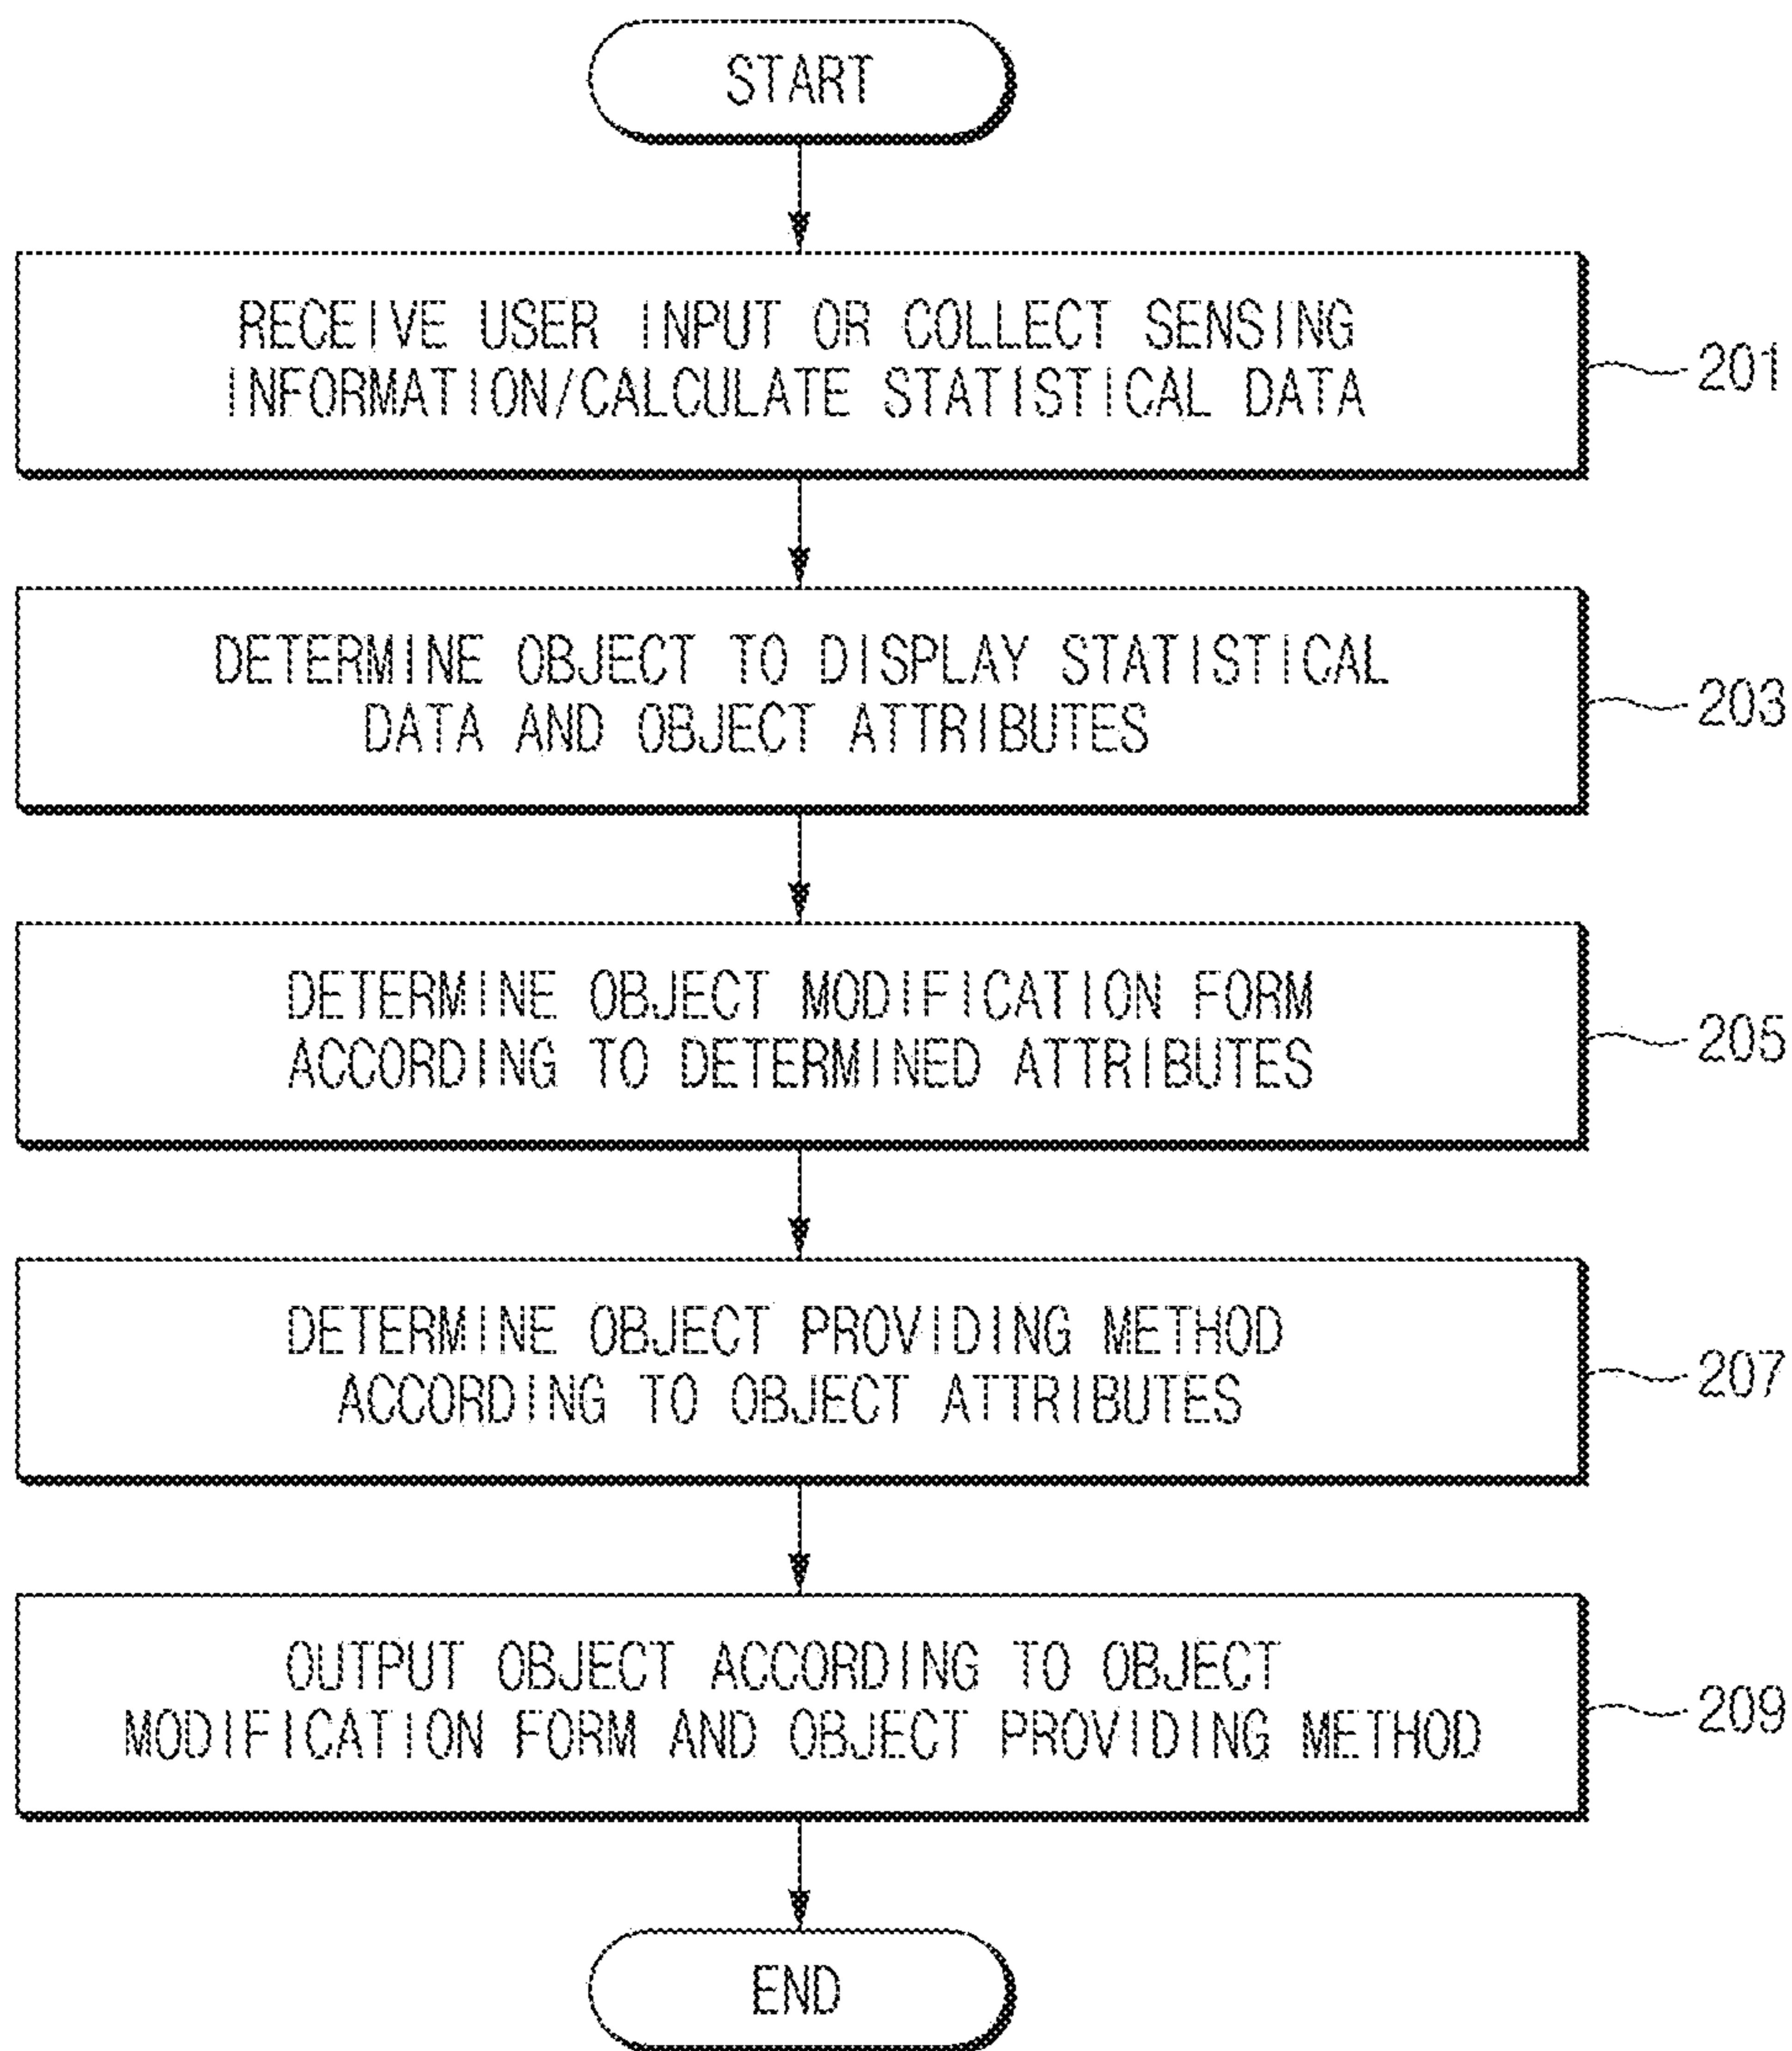 START
RECEIVE USER INPUT OR COLLECT SENSING
INFORMATION/CALCULATE STATISTICAL DATA
201
DETERMINE OBJECT TO DISPLAY STATISTICAL
DATA AND OBJECT ATTRIBUTES
203
DETERMINE OBJECT MODIFICATION FORM
ACCORDING TO DETERMINED ATTRIBUTES
205
DETERMINE OBJECT PROVIDING METHOD
ACCORDING TO OBJECT ATTRIBUTES
207
OUTPUT OBJECT ACCORDING TO OBJECT
MODIFICATION FORM AND OBJECT PROVIDING METHOD
209
END